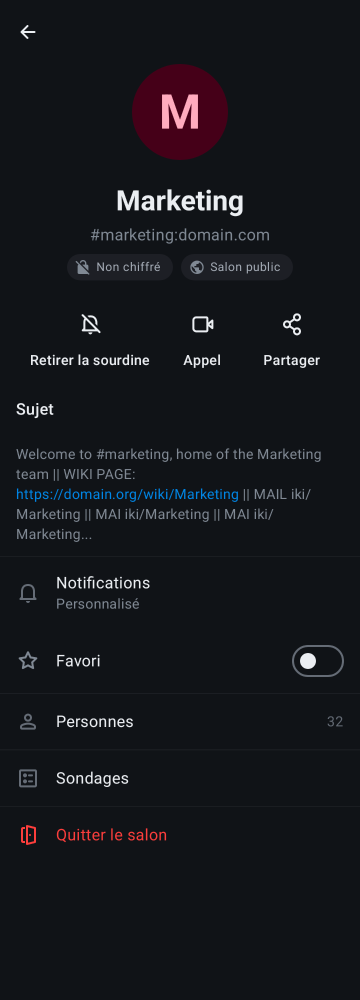 M
Marketing
#marketing:domain.com
Non chiffré
Salon public
Retirer la sourdine
Appel
Partager
Sujet
Welcome to #marketing, home of the Marketing
team || WIKI PAGE:
https://domain.org/wiki/Marketing || MAIL iki/
Marketing || MAI iki/Marketing || MAI iki/
Marketing...
Notifications
Personnalisé
Favori
Personnes
32
Sondages
Quitter le salon